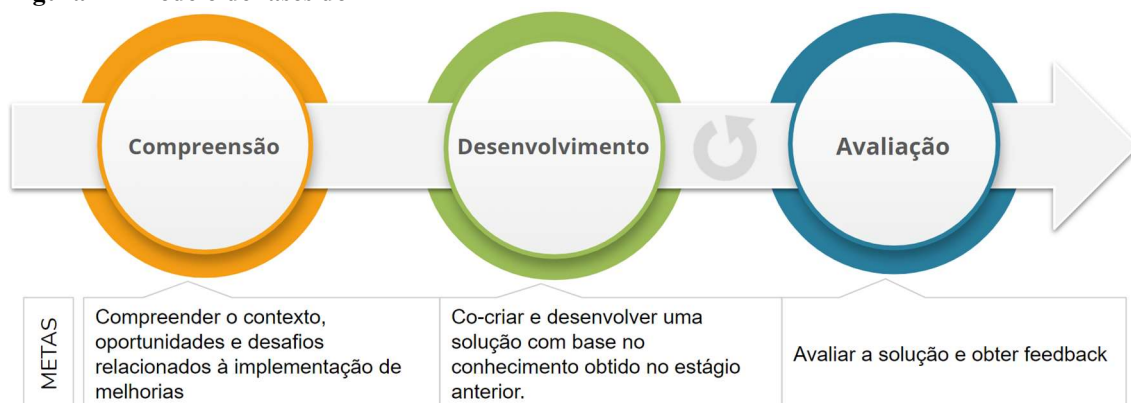 Compreensão
Desenvolvimento
Avaliação
METAS
Compreender o contexto,
oportunidades e desafios
relacionados à implementação de
melhorias
Co-criar e desenvolver uma
solução com base no
conhecimento obtido no estágio
anterior.
Avaliar a solução e obter feedback